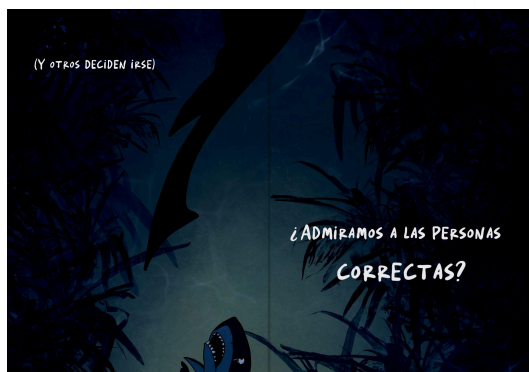 (Y OTROS DECIDEN IRSE)
¿ADMIRAMOS A LAS PERSONAS
CORRECTAS?